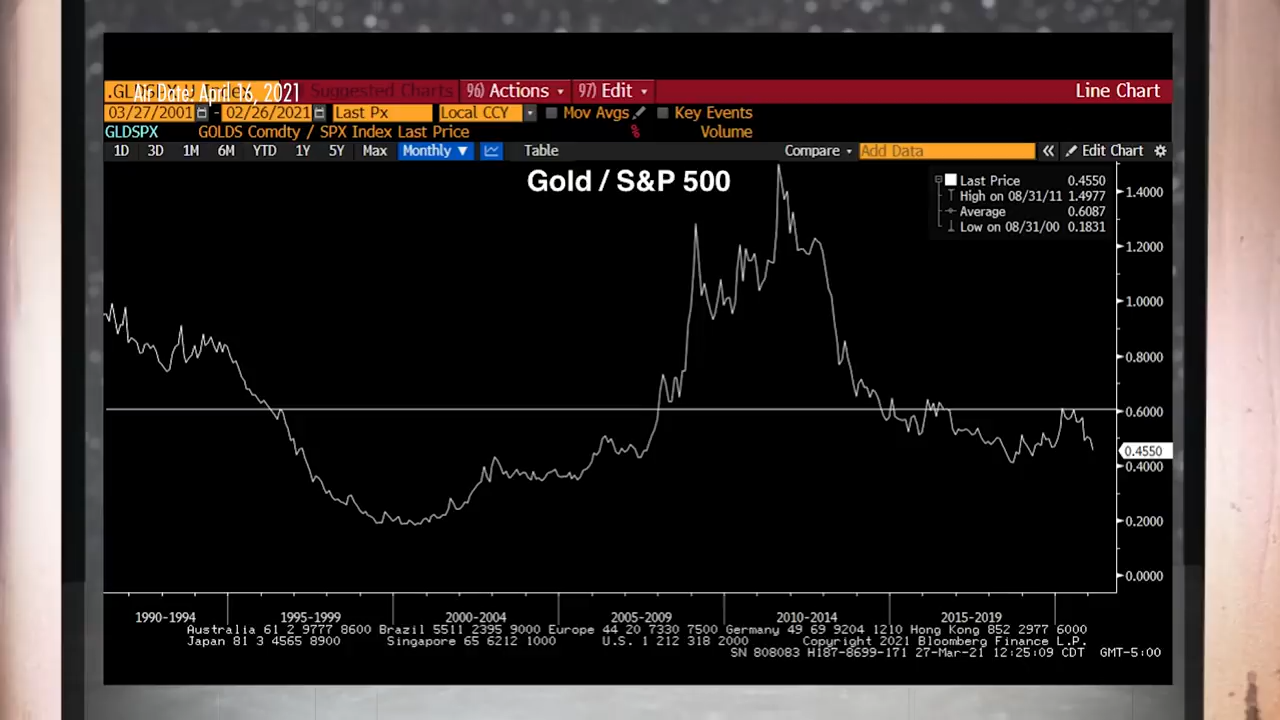 .GLDSPX
Air Date: April 16, 2021
Suggested Charts
96) Actions
97) Edit
Line Chart
03/27/2001 - 02/26/2021 Last Px Local CCY Mov Avgs Key Events
GLDSPX GOLDS Comdty / SPX Index Last Price % Volume
1D 3D 1M 6M YTD 1Y 5Y Max Monthly ▼ Table Compare Add Data « Edit Chart
Gold / S&P 500
Last Price 0.4550
High on 08/31/11 1.4977
Average 0.6087
Low on 08/31/00 0.1831
1.4000
1.2000
1.0000
0.8000
0.6000
0.4550
0.4000
0.2000
0.0000
1990-1994 1995-1999 2000-2004 2005-2009 2010-2014 2015-2019
Australia 61 2 9777 8600 Brazil 5511 2395 9000 Europe 44 20 7330 7500 Germany 49 69 9204 1210 Hong Kong 852 2977 6000
Japan 81 3 4565 8900 Singapore 65 6212 1000 U.S. 1 212 318 2000 Copyright 2021 Bloomberg Finance L.P.
SN 808083 H187-8699-171 27-Mar-21 12:25:09 CDT GMT-5:00